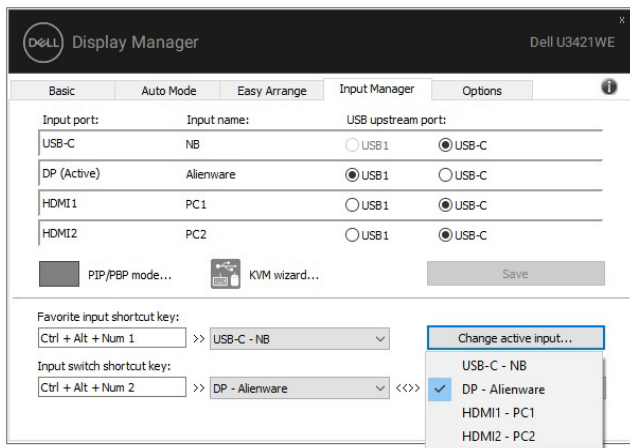 x
DELL Display Manager Dell U3421WE
Basic Auto Mode Easy Arrange Input Manager Options i
Input port: Input name: USB upstream port:
USB-C NB USB1 USB-C
DP (Active) Alienware USB1 USB-C
HDMI1 PC1 USB1 USB-C
HDMI2 PC2 USB1 USB-C
PIP/PBP mode... KVM wizard... Save
Favorite input shortcut key:
Ctrl + Alt + Num 1 >> USB-C - NB Change active input...
Input switch shortcut key:
USB-C - NB
Ctrl + Alt + Num 2 >> DP - Alienware <<>> DP - Alienware
HDMI1 - PC1
HDMI2 - PC2